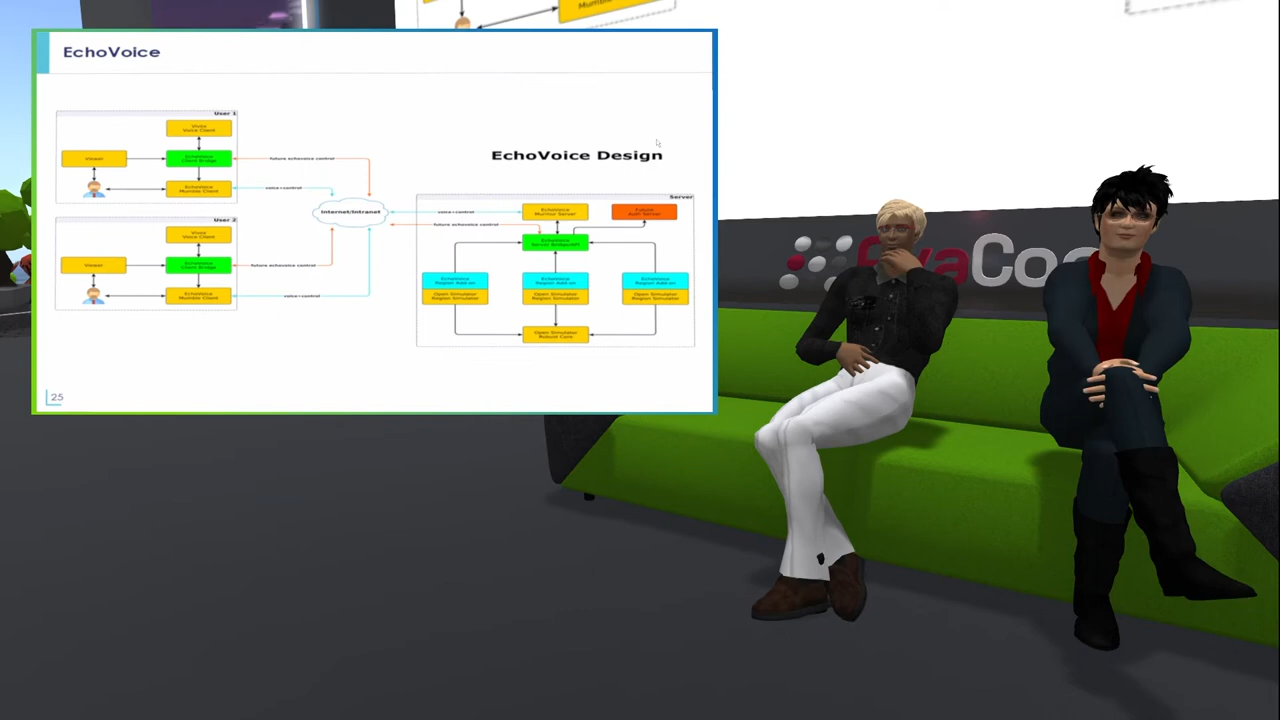 Mumble
EchoVoice
User 1
Vivox
Voice Client
Viewer
EchoVoice
Client Bridge
EchoVoice
Mumble Client
future echovoice control
voice+control
User 2
Vivox
Voice Client
Viewer
EchoVoice
Client Bridge
EchoVoice
Mumble Client
future echovoice control
voice+control
Internet/Intranet
EchoVoice Design
Server
voice+control
future echovoice control
EchoVoice
Murmur Server
Future
Auth Server
EchoVoice
Server Bridge/API
EchoVoice
Region Add-on
Open Simulator
Region Simulator
EchoVoice
Region Add-on
Open Simulator
Region Simulator
EchoVoice
Region Add-on
Open Simulator
Region Simulator
Open Simulator
Robust Core
25